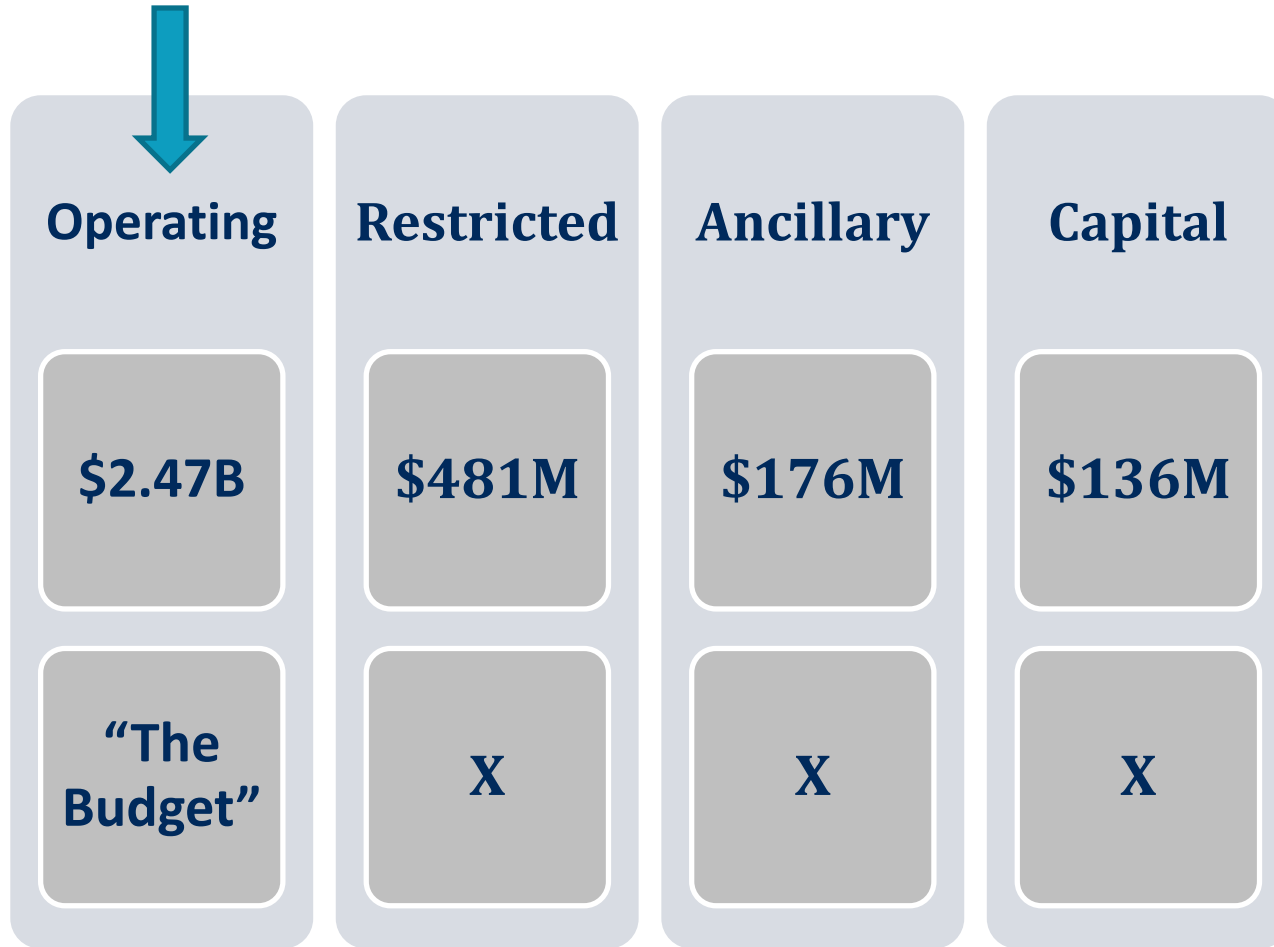 Operating
Restricted
Ancillary
Capital
$2.47B
$481M
$176M
$136M
“The
Budget”
X
X
X